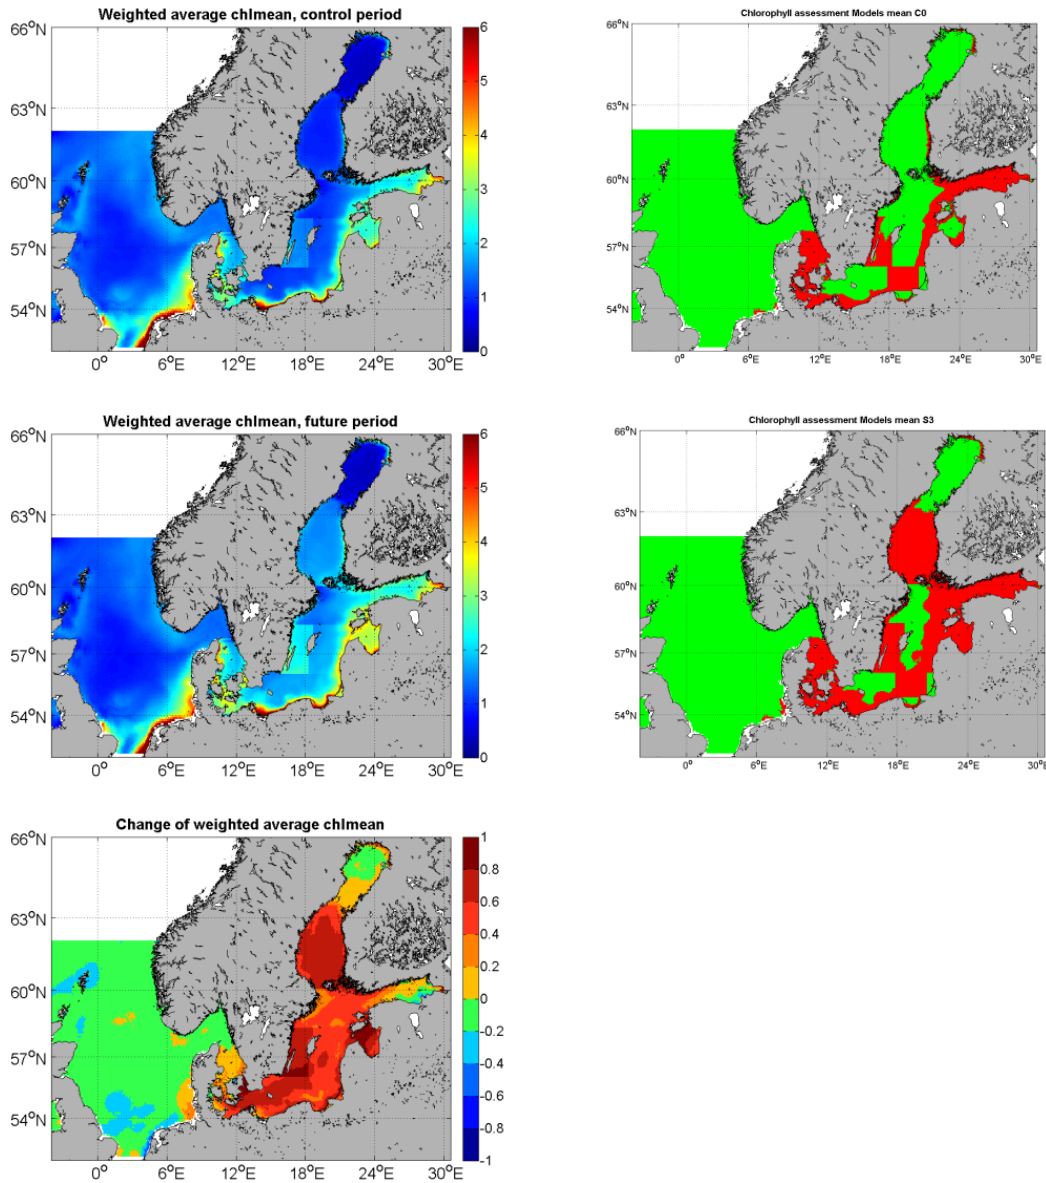 Weighted average chlmean, control period
66°N
63°N
60°N
57°N
54°N
0° 6°E 12°E 18°E 24°E 30°E
6
5
4
3
2
1
0
Chlorophyll assessment Models mean C0
66°N
63°N
60°N
57°N
54°N
0° 6°E 12°E 18°E 24°E 30°E
Weighted average chlmean, future period
66°N
63°N
60°N
57°N
54°N
0° 6°E 12°E 18°E 24°E 30°E
6
5
4
3
2
1
0
Chlorophyll assessment Models mean S3
66°N
63°N
60°N
57°N
54°N
0° 6°E 12°E 18°E 24°E 30°E
Change of weighted average chlmean
66°N
63°N
60°N
57°N
54°N
0° 6°E 12°E 18°E 24°E 30°E
1
0.8
0.6
0.4
0.2
0
-0.2
-0.4
-0.6
-0.8
-1